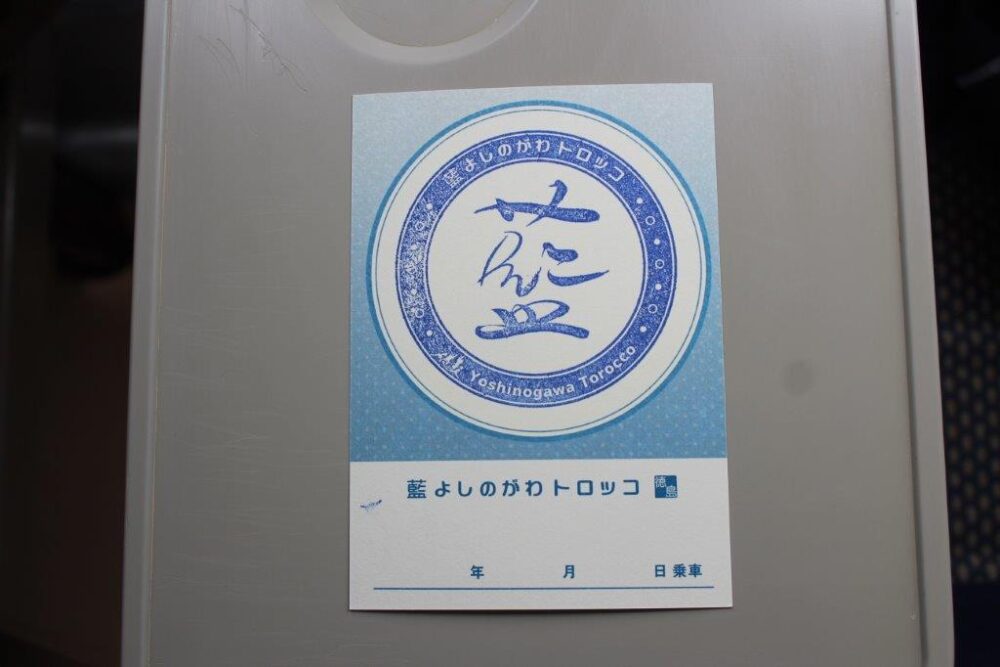 藍よしのがわトロッコ
藍
Yoshinogawa Torocco
藍よしのがわトロッコ 徳島
年 月 日乗車